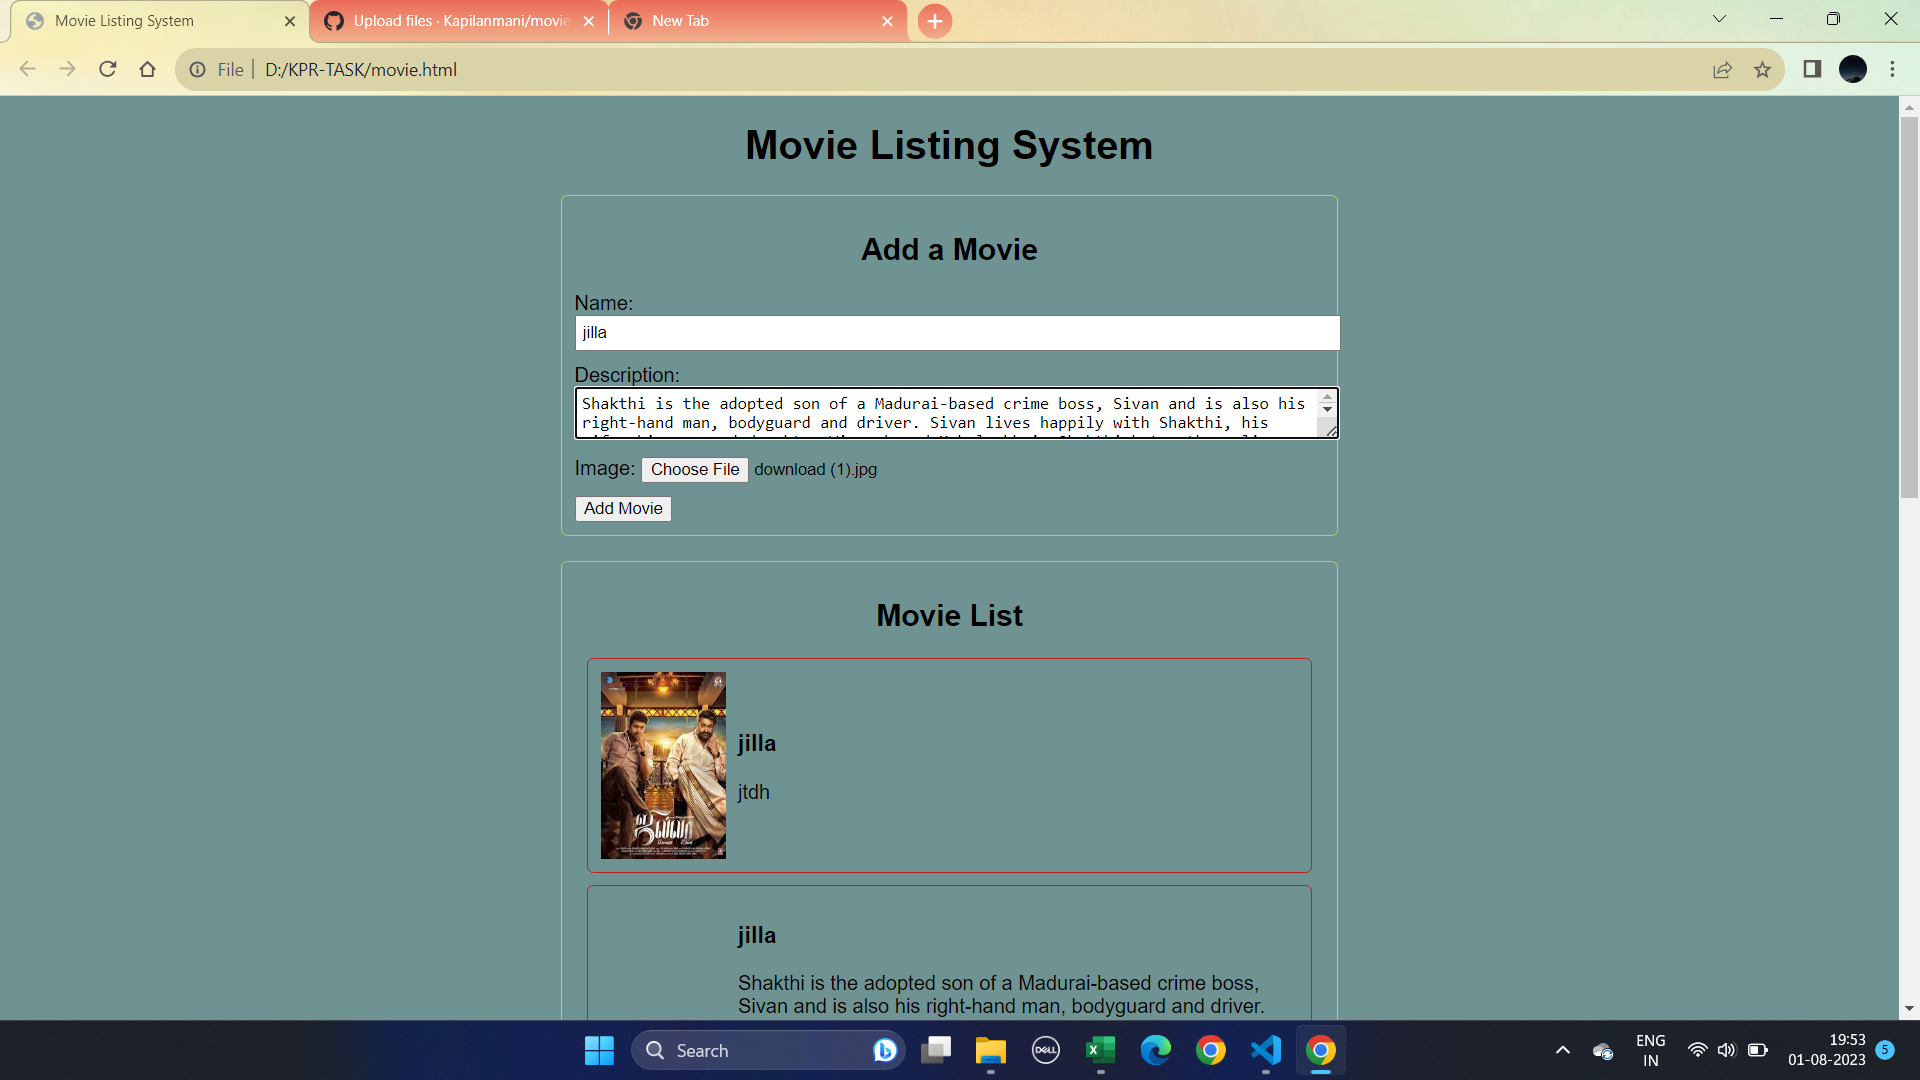 Movie Listing System
Upload files · Kapilanmani/movie
New Tab
File
D:/KPR-TASK/movie.html
Movie Listing System
Add a Movie
Name:
jilla
Description:
Shakthi is the adopted son of a Madurai-based crime boss, Sivan and is also his
right-hand man, bodyguard and driver. Sivan lives happily with Shakthi, his
Image: Choose File download (1).jpg
Add Movie
Movie List
ஜில்லா
jilla
jtdh
jilla
Shakthi is the adopted son of a Madurai-based crime boss,
Sivan and is also his right-hand man, bodyguard and driver.
Search
DELL
ENG
IN
19:53
01-08-2023
5